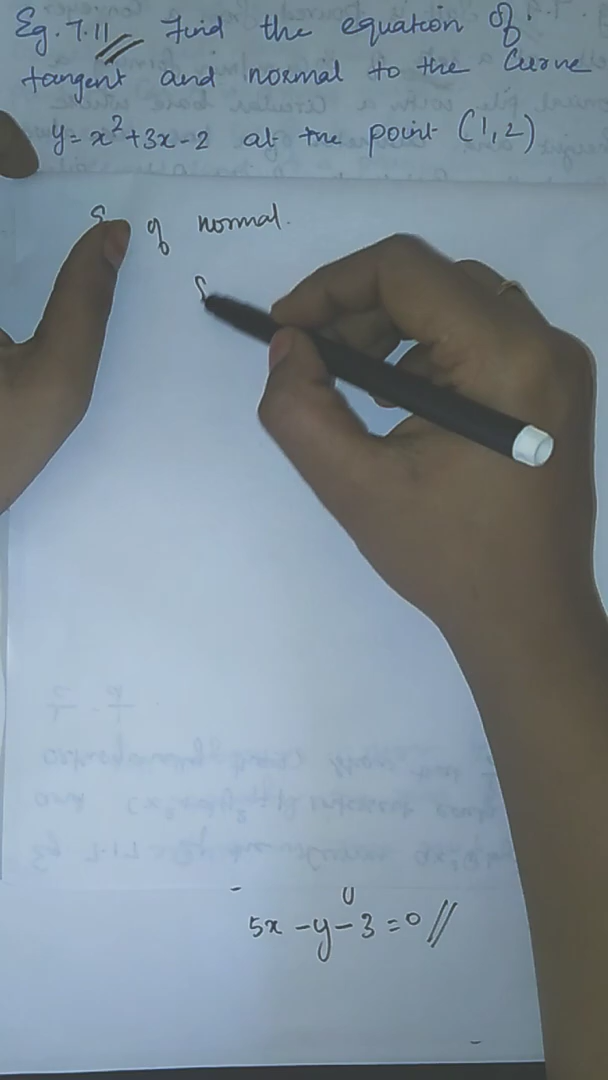 Eg. 7.11 Find the equation of
tangent and normal to the curve
y = x² + 3x - 2 at the point (1,2)
of normal.
5x - y - 3 = 0 //